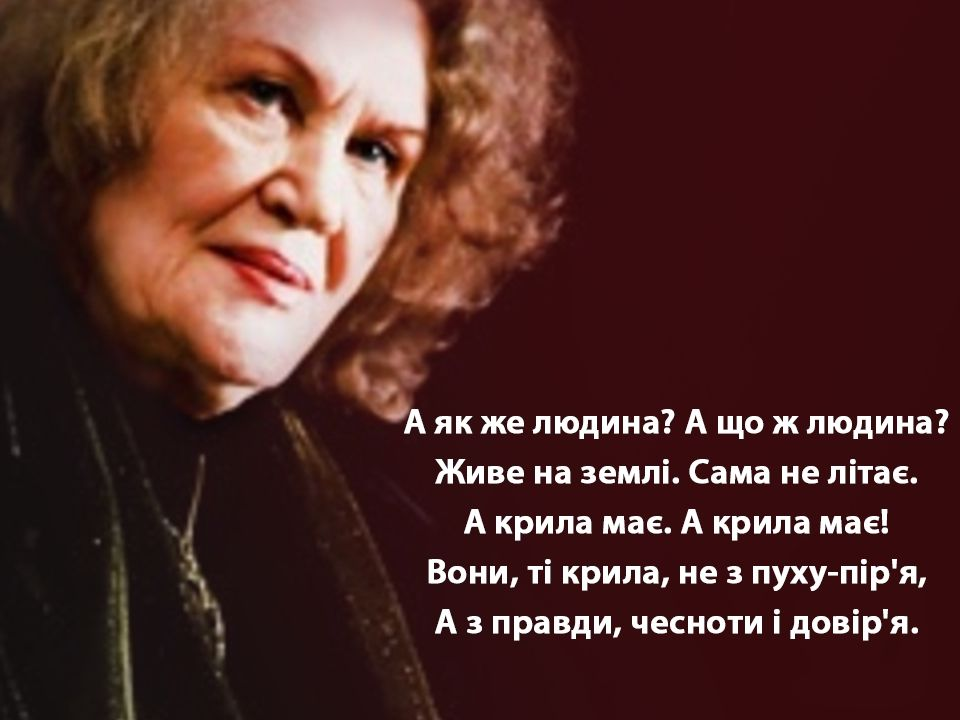 А як же людина? А що ж людина?
Живе на землі. Сама не літає.
А крила має. А крила має!
Вони, ті крила, не з пуху-пір'я,
А з правди, чесноти і довір'я.